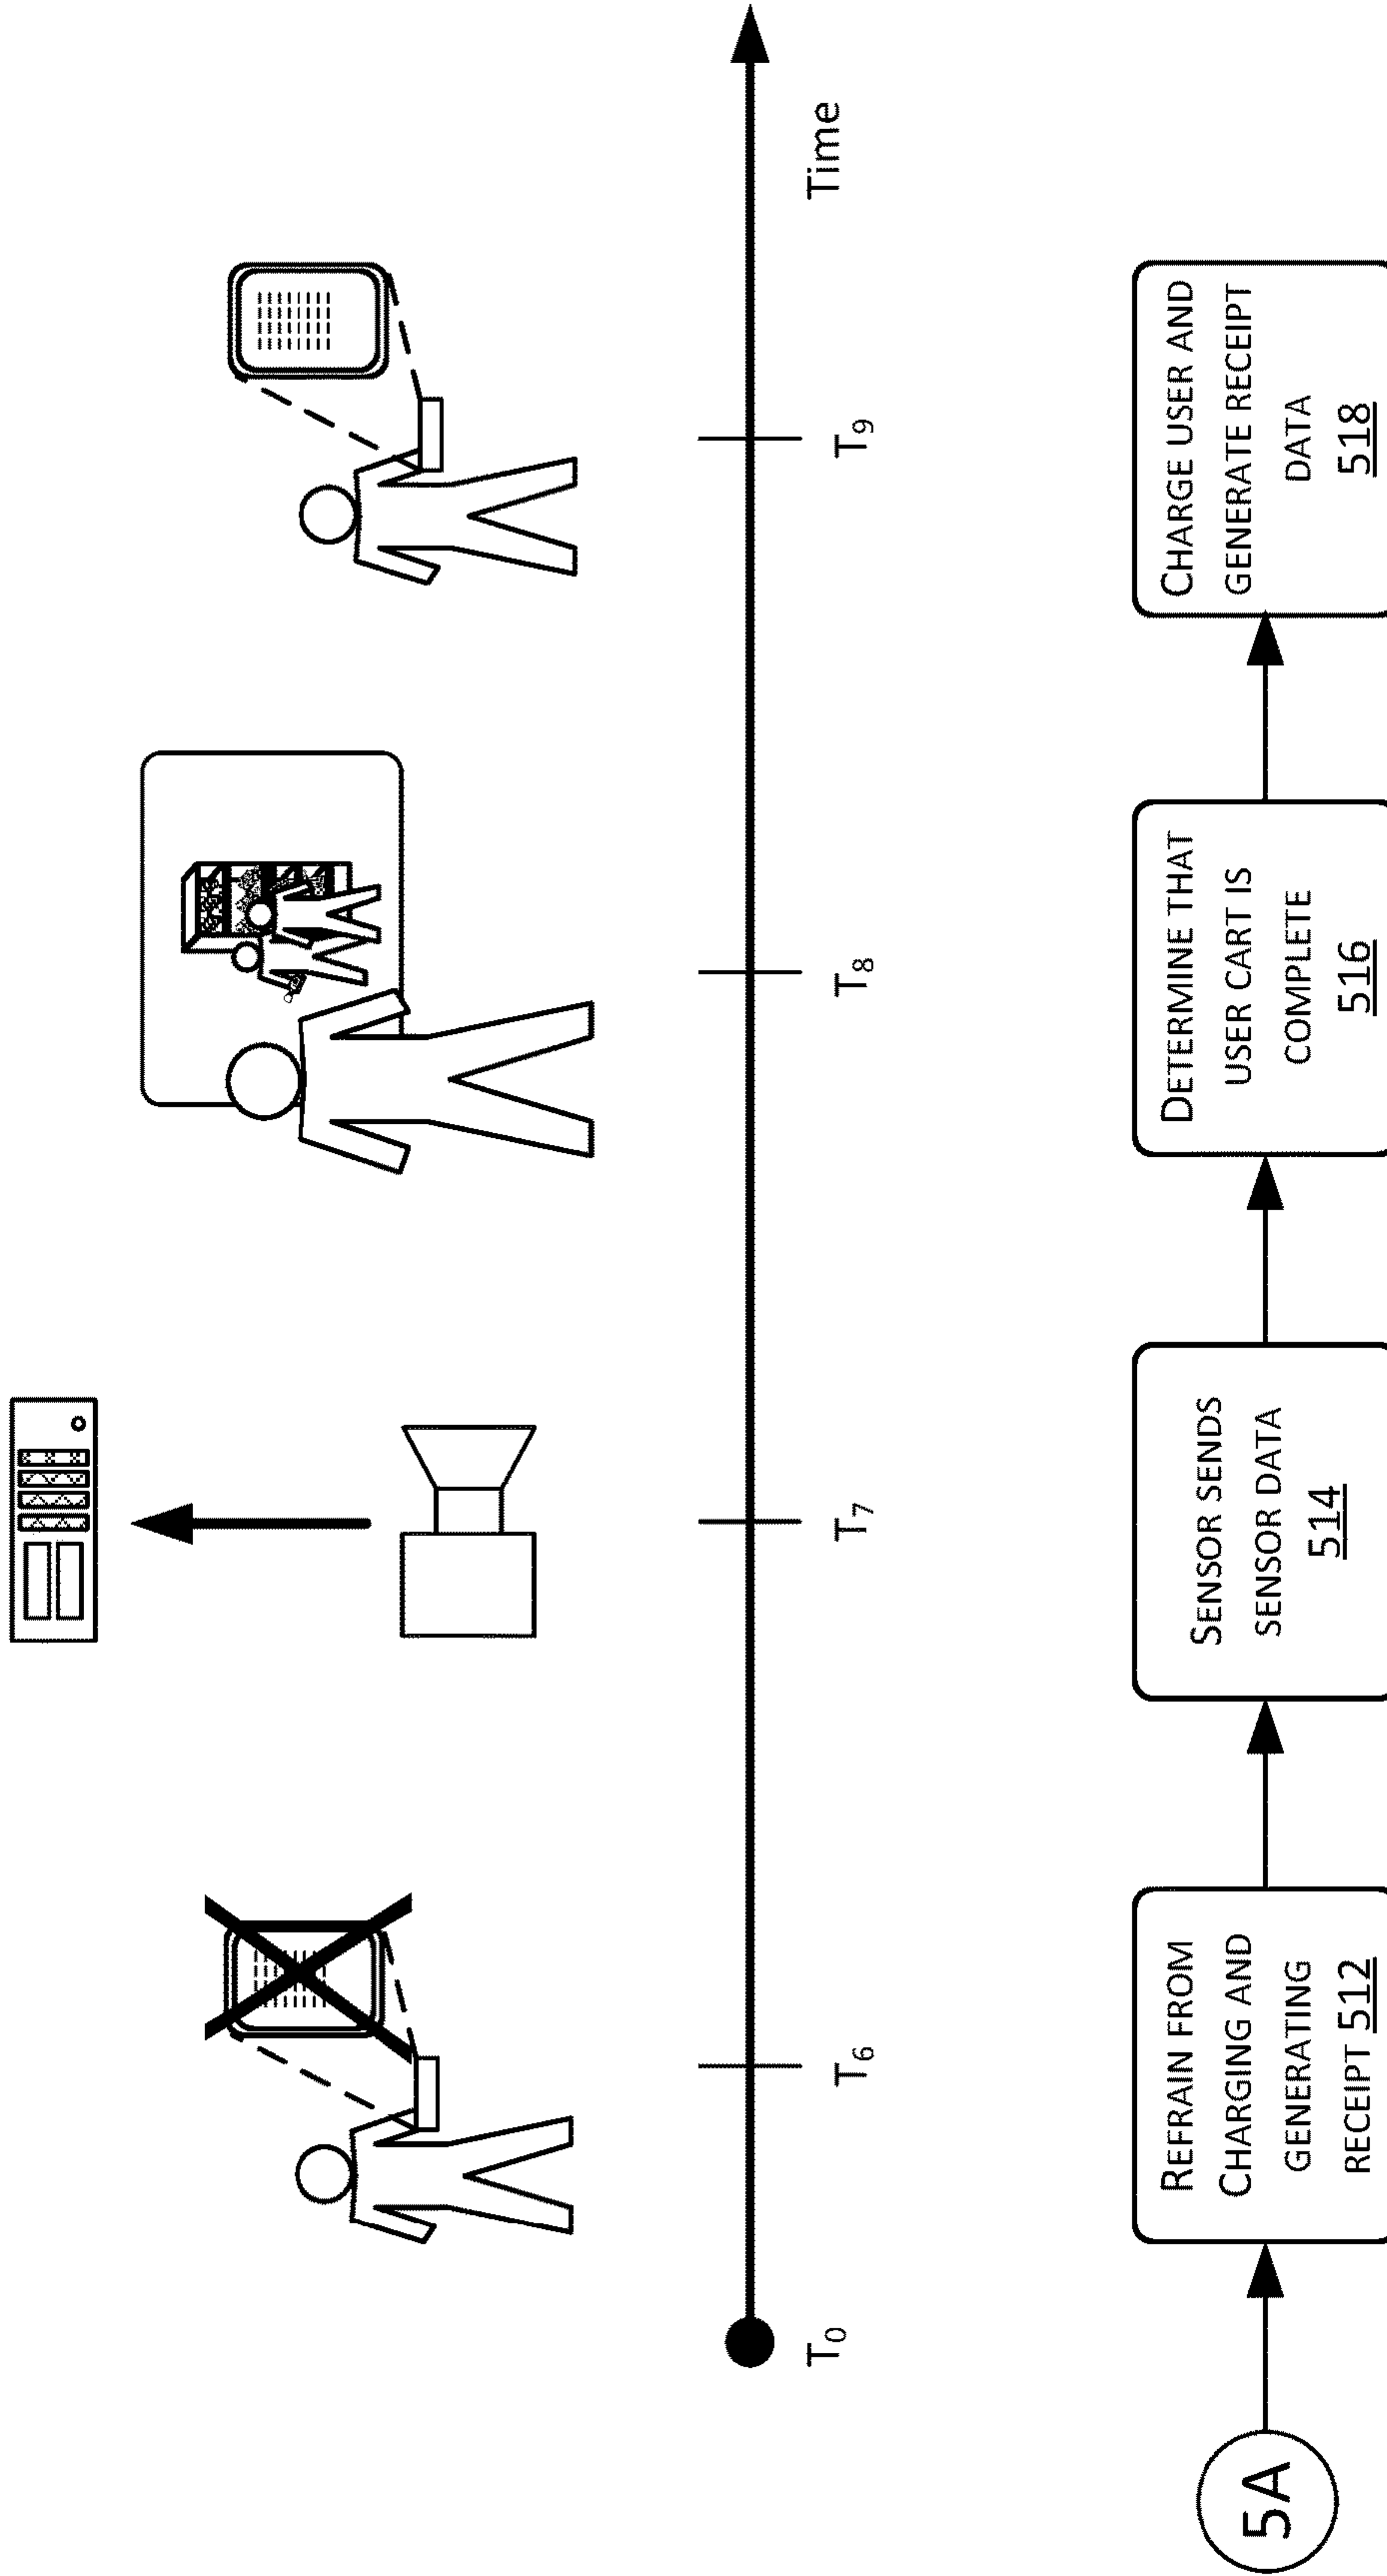 T₀
T₆
T₇
T₈
T₉
Time
5A
REFRAIN FROM
CHARGING AND
GENERATING
RECEIPT 512
SENSOR SENDS
SENSOR DATA
514
DETERMINE THAT
USER CART IS
COMPLETE
516
CHARGE USER AND
GENERATE RECEIPT
DATA
518